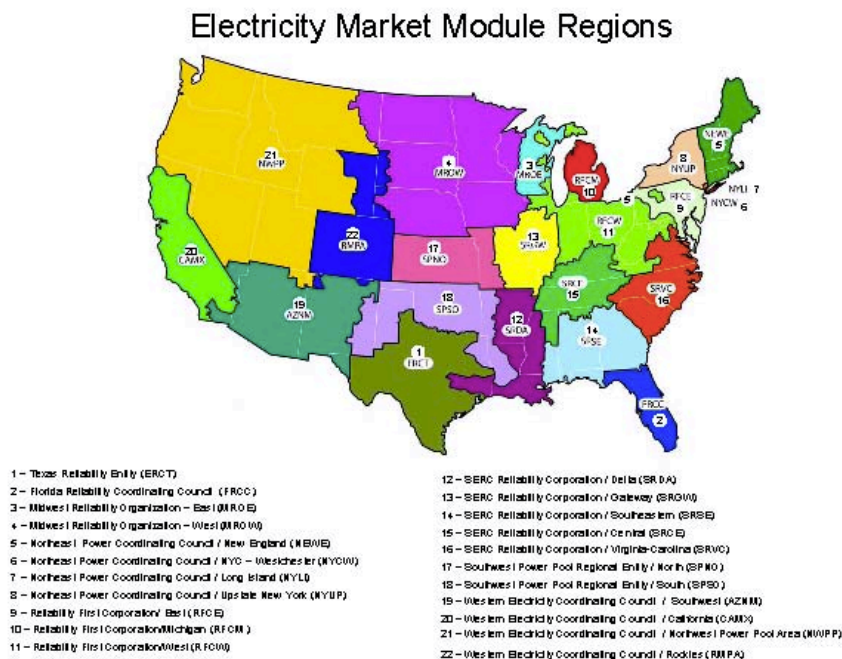 Electricity Market Module Regions
21
NWPP
4
MROW
3
MROE
RFCM
10
NEWE
5
8
NYUP
5
NYLI 7
NYCW 6
RFCE
9
RFCW
11
22
RMPA
13
SRGW
20
CAMX
17
SPNO
SRCE
15
SRVC
16
19
AZNM
18
SPSO
12
SRDA
14
SRSE
1
ERCT
FRCC
2
1 – Texas Reliability Entity (ERCT)
2 – Florida Reliability Coordinating Council (FRCC)
3 – Midwest Reliability Organization – East (MROE)
4 – Midwest Reliability Organization – West (MROW)
5 – Northeast Power Coordinating Council / New England (NEWE)
6 – Northeast Power Coordinating Council / NYC – Westchester (NYCW)
7 – Northeast Power Coordinating Council / Long Island (NYLI)
8 – Northeast Power Coordinating Council / Upstate New York (NYUP)
9 – Reliability First Corporation/ East (RFCE)
10 – Reliability First Corporation/Michigan (RFCM)
11 – Reliability First Corporation/West (RFCW)
12 – SERC Reliability Corporation / Delta (SRDA)
13 – SERC Reliability Corporation / Gateway (SRGW)
14 – SERC Reliability Corporation / Southeastern (SRSE)
15 – SERC Reliability Corporation / Central (SRCE)
16 – SERC Reliability Corporation / Virginia-Carolina (SRVC)
17 – Southwest Power Pool Regional Entity / North (SPNO)
18 – Southwest Power Pool Regional Entity / South (SPSO)
19 – Western Electricity Coordinating Council / Southwest (AZNM)
20 – Western Electricity Coordinating Council / California (CAMX)
21 – Western Electricity Coordinating Council / Northwest Power Pool Area (NWPP)
22 – Western Electricity Coordinating Council / Rockies (RMPA)